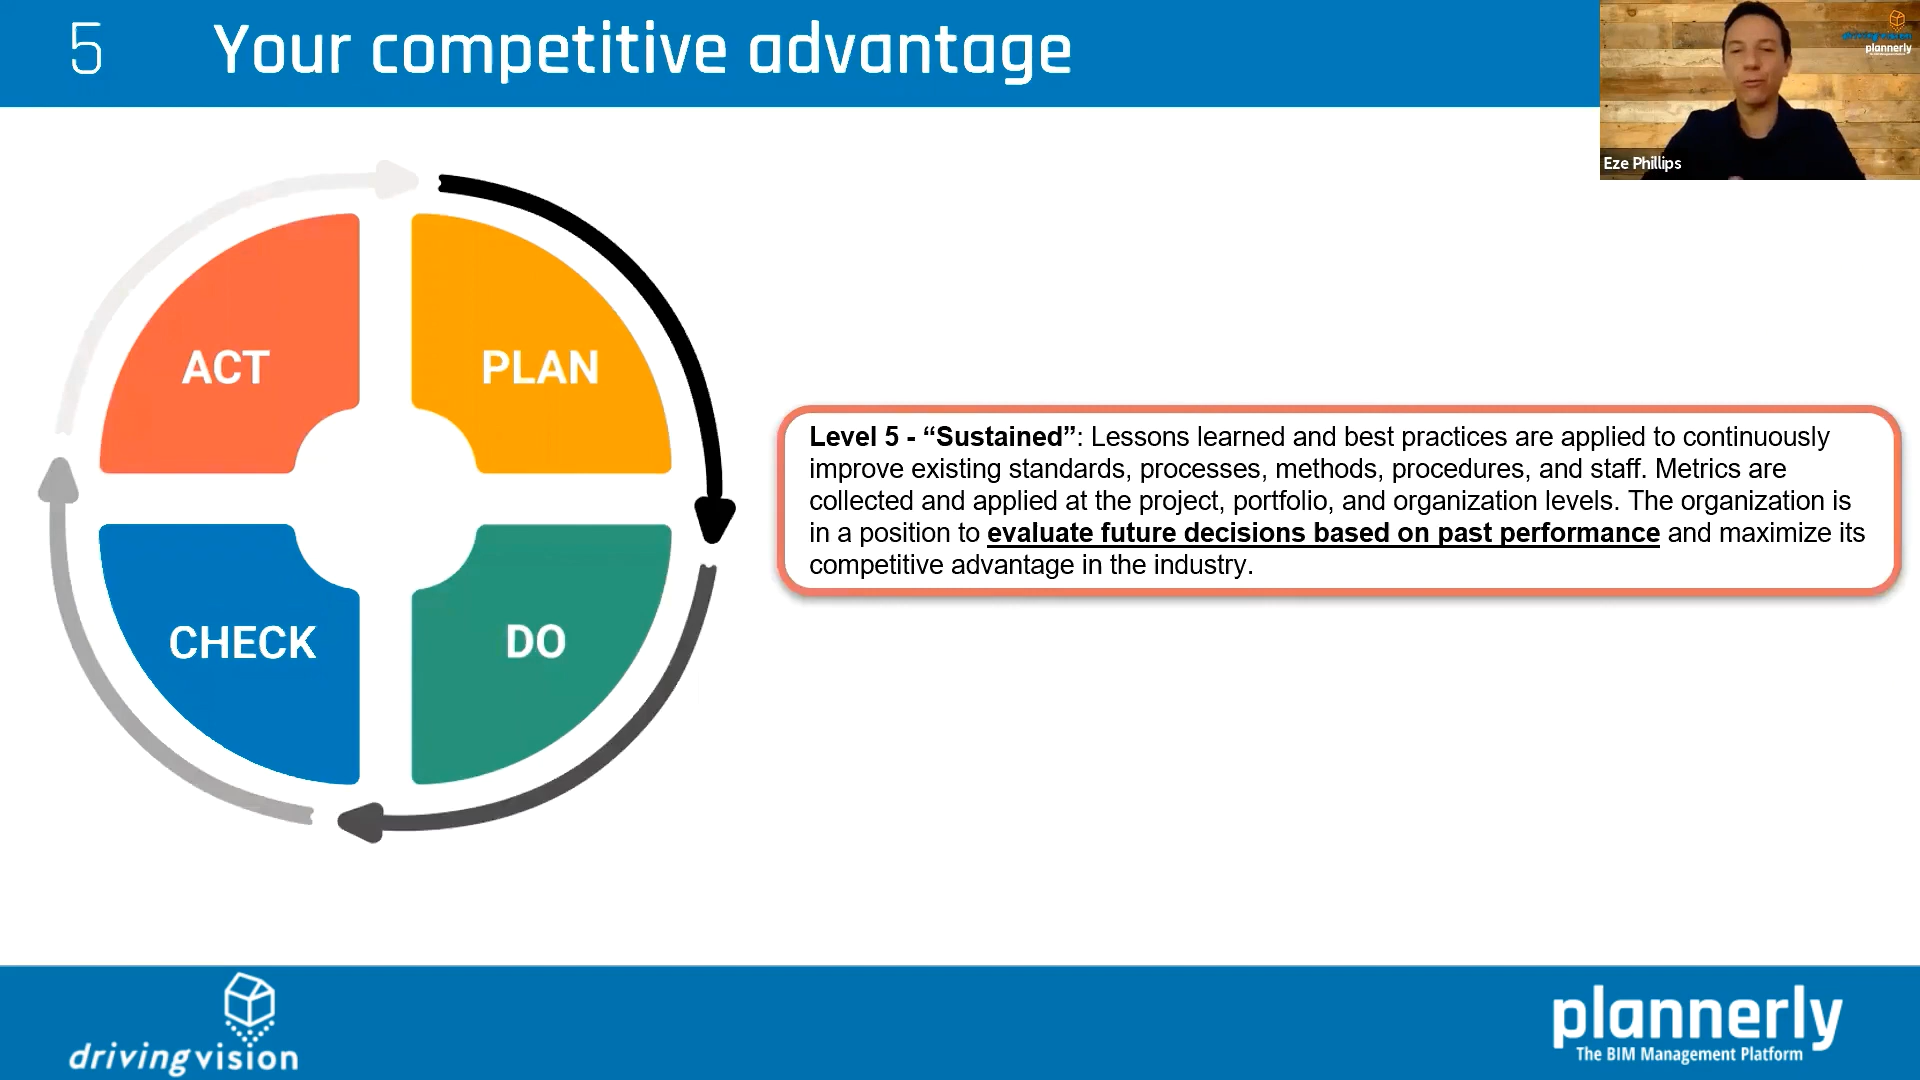 5 Your competitive advantage
drivingvision
plannerly
Eze Phillips
ACT
PLAN
CHECK
DO
Level 5 - “Sustained”: Lessons learned and best practices are applied to continuously
improve existing standards, processes, methods, procedures, and staff. Metrics are
collected and applied at the project, portfolio, and organization levels. The organization is
in a position to evaluate future decisions based on past performance and maximize its
competitive advantage in the industry.
drivingvision
plannerly
The BIM Management Platform